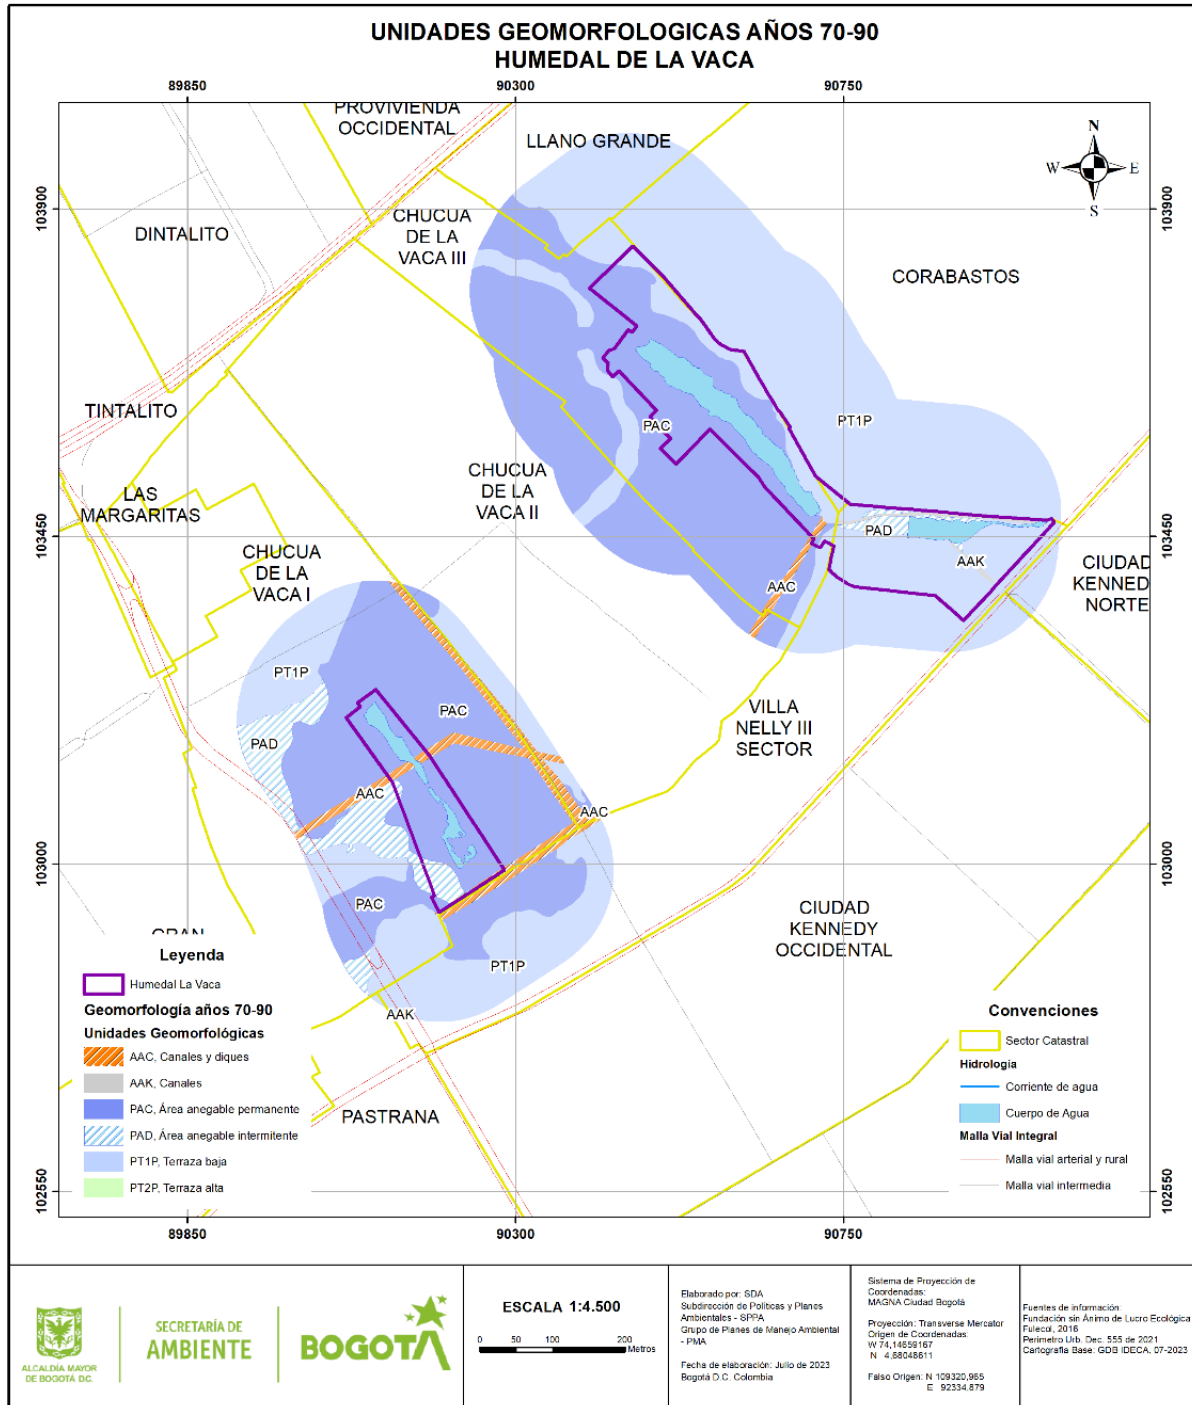 UNIDADES GEOMORFOLOGICAS AÑOS 70-90
HUMEDAL DE LA VACA
89850
90300
90750
PROVIVIENDA
OCCIDENTAL
LLANO GRANDE
N
W
E
S
103900
103900
DINTALITO
CHUCUA
DE LA
VACA III
CORABASTOS
TINTALITO
PT1P
PAC
LAS
MARGARITAS
CHUCUA
DE LA
VACA II
103450
103450
PAD
AAK
CHUCUA
DE LA
VACA I
AAC
CIUDAD
KENNED
NORTE
PT1P
PAC
PAD
VILLA
NELLY III
SECTOR
AAC
AAC
103000
103000
PAC
CIUDAD
KENNEDY
OCCIDENTAL
GRAN
PT1P
AAK
PASTRANA
Leyenda
Humedal La Vaca
Geomorfología años 70-90
Unidades Geomorfológicas
AAC, Canales y diques
AAK, Canales
PAC, Área anegable permanente
PAD, Área anegable intermitente
PT1P, Terraza baja
PT2P, Terraza alta
Convenciones
Sector Catastral
Hidrología
Corriente de agua
Cuerpo de Agua
Malla Vial Integral
Malla vial arterial y rural
Malla vial intermedia
102550
102550
89850
90300
90750
ALCALDÍA MAYOR
DE BOGOTÁ D.C.
SECRETARÍA DE
AMBIENTE
BOGOTÁ
ESCALA 1:4.500
0 50 100 200
Metros
Elaborado por: SDA
Subdirección de Políticas y Planes
Ambientales - SPPA
Grupo de Planes de Manejo Ambiental
- PMA
Fecha de elaboración: Julio de 2023
Bogotá D.C. Colombia
Sistema de Proyección de
Coordenadas:
MAGNA Ciudad Bogotá
Proyección: Transverse Mercator
Origen de Coordenadas:
W 74,14659167
N 4,68048611
Falso Origen: N 109320,965
E 92334,879
Fuentes de información:
Fundación sin Ánimo de Lucro Ecológica
Fulecol, 2016
Perimetro Urb. Dec. 555 de 2021
Cartografía Base: GDB IDECA, 07-2023